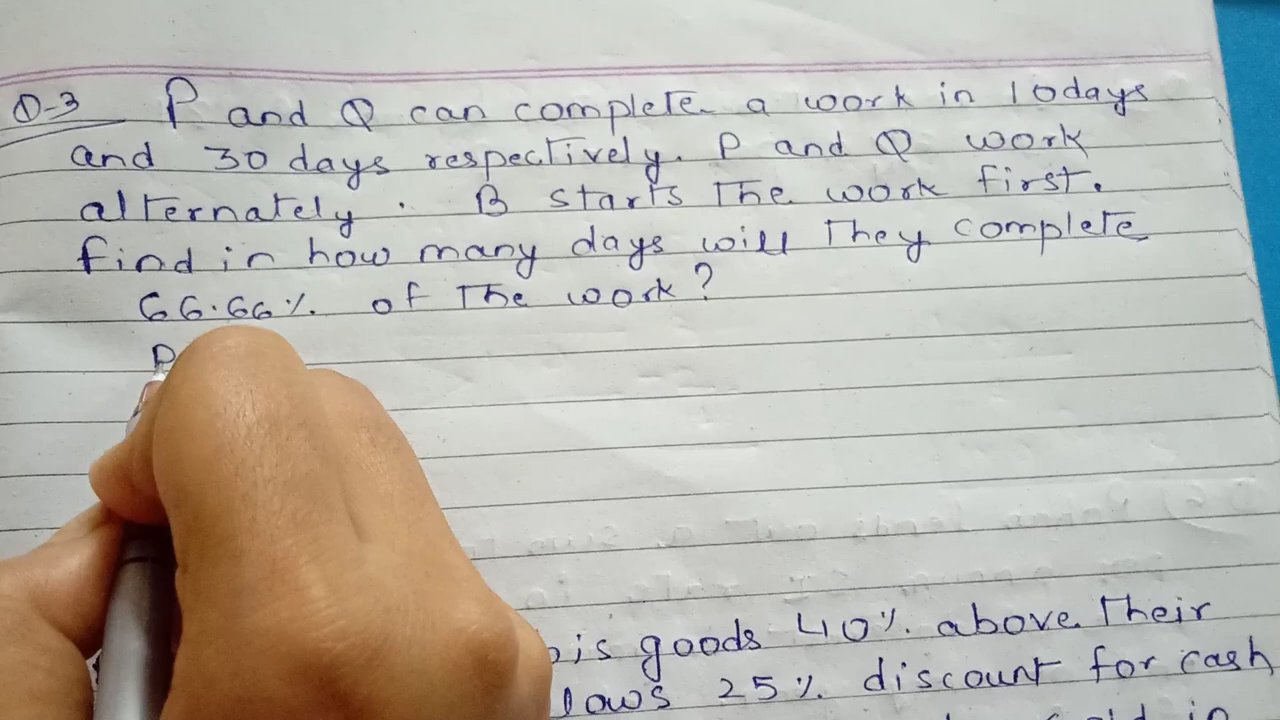 Q-3 P and Q can complete a work in 10days
and 30 days respectively. P and Q work
alternately. B starts The work first.
find in how many days will They complete
66.66% of The work?
P
is goods 40% above Their
lows 25% discount for cash